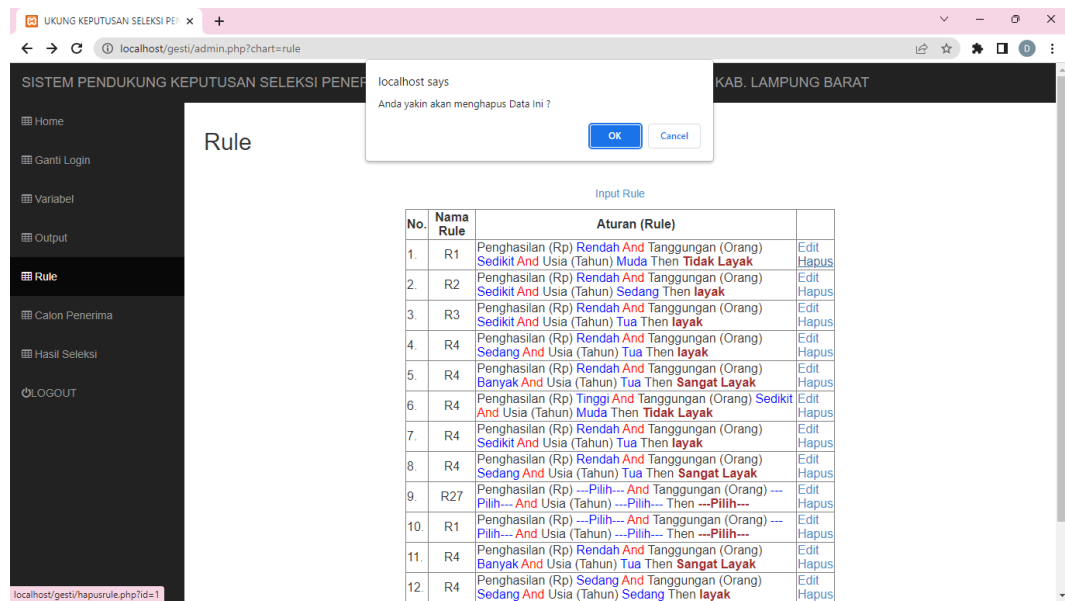 UKUNG KEPUTUSAN SELEKSI PEN
localhost/gesti/admin.php?chart=rule
D
SISTEM PENDUKUNG KEPUTUSAN SELEKSI PENER
KAB. LAMPUNG BARAT
localhost says
Anda yakin akan menghapus Data Ini ?
OK
Cancel
Home
Ganti Login
Variabel
Output
Rule
Calon Penerima
Hasil Seleksi
LOGOUT
Rule
Input Rule
No. Nama Rule Aturan (Rule)
1. R1 Penghasilan (Rp) Rendah And Tanggungan (Orang) Edit
Sedikit And Usia (Tahun) Muda Then Tidak Layak Hapus
2. R2 Penghasilan (Rp) Rendah And Tanggungan (Orang) Edit
Sedikit And Usia (Tahun) Sedang Then layak Hapus
3. R3 Penghasilan (Rp) Rendah And Tanggungan (Orang) Edit
Sedikit And Usia (Tahun) Tua Then layak Hapus
4. R4 Penghasilan (Rp) Rendah And Tanggungan (Orang) Edit
Sedang And Usia (Tahun) Tua Then layak Hapus
5. R4 Penghasilan (Rp) Rendah And Tanggungan (Orang) Edit
Banyak And Usia (Tahun) Tua Then Sangat Layak Hapus
6. R4 Penghasilan (Rp) Tinggi And Tanggungan (Orang) Sedikit Edit
And Usia (Tahun) Muda Then Tidak Layak Hapus
7. R4 Penghasilan (Rp) Rendah And Tanggungan (Orang) Edit
Sedikit And Usia (Tahun) Tua Then layak Hapus
8. R4 Penghasilan (Rp) Rendah And Tanggungan (Orang) Edit
Sedang And Usia (Tahun) Tua Then Sangat Layak Hapus
9. R27 Penghasilan (Rp) ---Pilih--- And Tanggungan (Orang) --- Edit
Pilih--- And Usia (Tahun) ---Pilih--- Then ---Pilih--- Hapus
10. R1 Penghasilan (Rp) ---Pilih--- And Tanggungan (Orang) --- Edit
Pilih--- And Usia (Tahun) ---Pilih--- Then ---Pilih--- Hapus
11. R4 Penghasilan (Rp) Rendah And Tanggungan (Orang) Edit
Banyak And Usia (Tahun) Tua Then Sangat Layak Hapus
12. R4 Penghasilan (Rp) Sedang And Tanggungan (Orang) Edit
Sedang And Usia (Tahun) Sedang Then layak Hapus
localhost/gesti/hapusrule.php?id=1